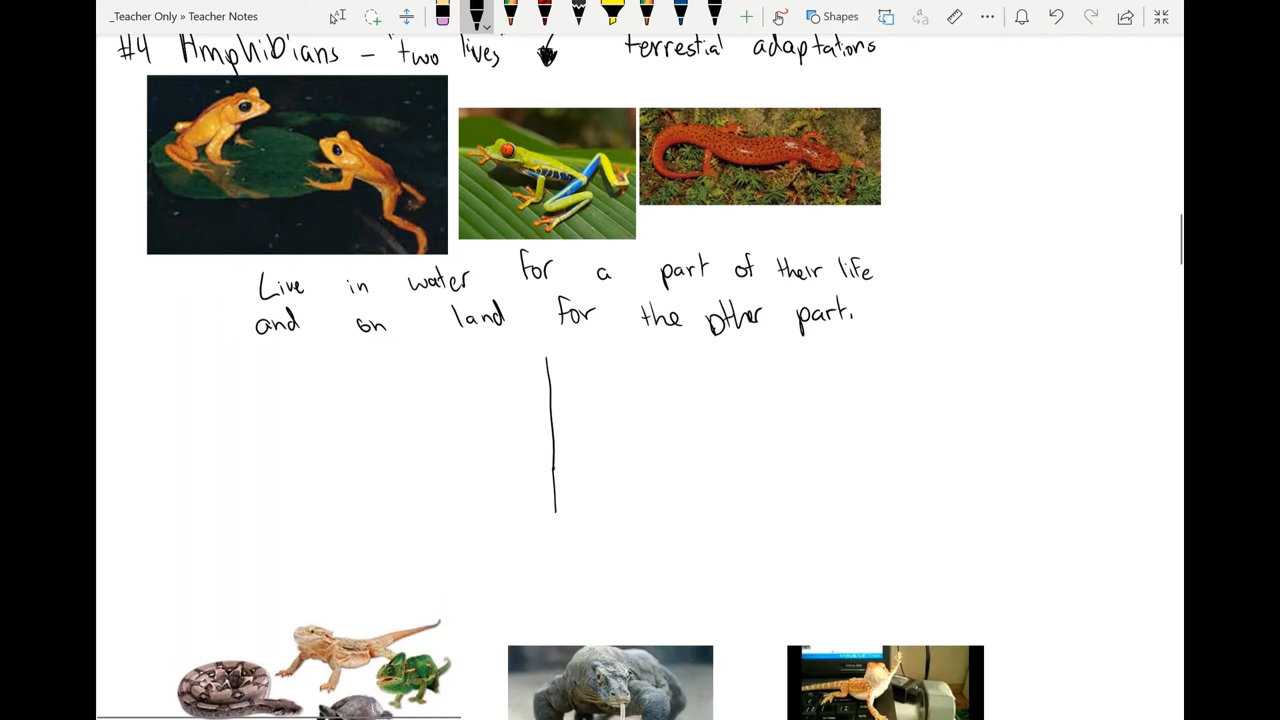 _Teacher Only » Teacher Notes
Shapes
#4 Amphibians - "two lives" terrestial adaptations
Live in water for a part of their life
and on land for the other part.